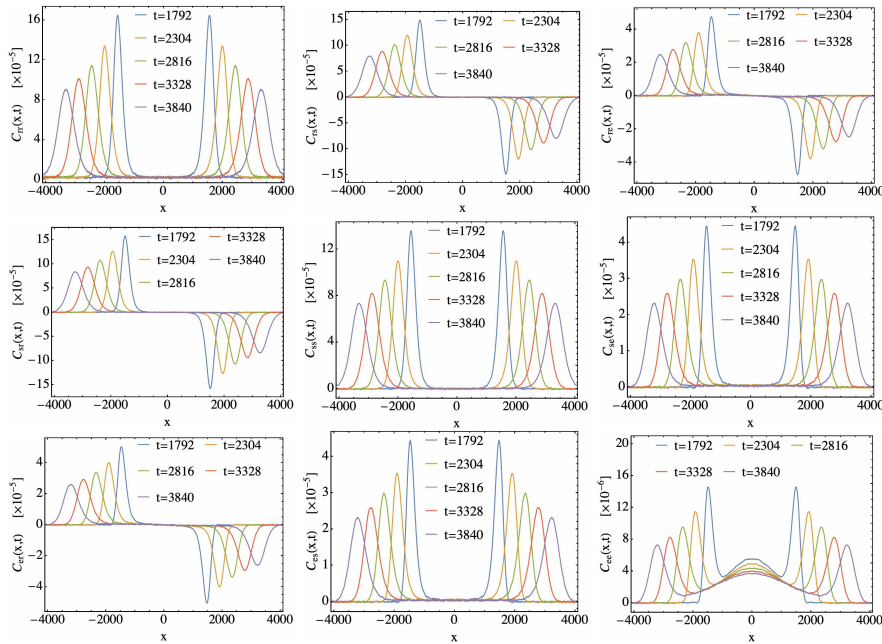 C_rr(x,t) [×10^−5]
16
12
8
4
0
t=1792
t=2304
t=2816
t=3328
t=3840
−4000 −2000 0 2000 4000
x
C_rs(x,t) [×10^−5]
15
10
5
0
−5
−10
−15
t=1792 t=2304
t=2816 t=3328
t=3840
−4000 −2000 0 2000 4000
x
C_re(x,t) [×10^−5]
4
2
0
−2
−4
t=1792 t=2304
t=2816 t=3328
t=3840
−4000 −2000 0 2000 4000
x
C_sr(x,t) [×10^−5]
15
10
5
0
−5
−10
−15
t=1792 t=3328
t=2304 t=3840
t=2816
−4000 −2000 0 2000 4000
x
C_ss(x,t) [×10^−5]
12
8
4
0
t=1792
t=2304
t=2816
t=3328
t=3840
−4000 −2000 0 2000 4000
x
C_se(x,t) [×10^−5]
4
3
2
1
0
t=1792
t=2304
t=2816
t=3328
t=3840
−4000 −2000 0 2000 4000
x
C_er(x,t) [×10^−5]
4
2
0
−2
−4
t=1792 t=2304
t=2816 t=3328
t=3840
−4000 −2000 0 2000 4000
x
C_es(x,t) [×10^−5]
4
3
2
1
0
t=1792
t=2304
t=2816
t=3328
t=3840
−4000 −2000 0 2000 4000
x
C_ee(x,t) [×10^−6]
20
16
12
8
4
0
t=1792 t=2304 t=2816
t=3328 t=3840
−4000 −2000 0 2000 4000
x